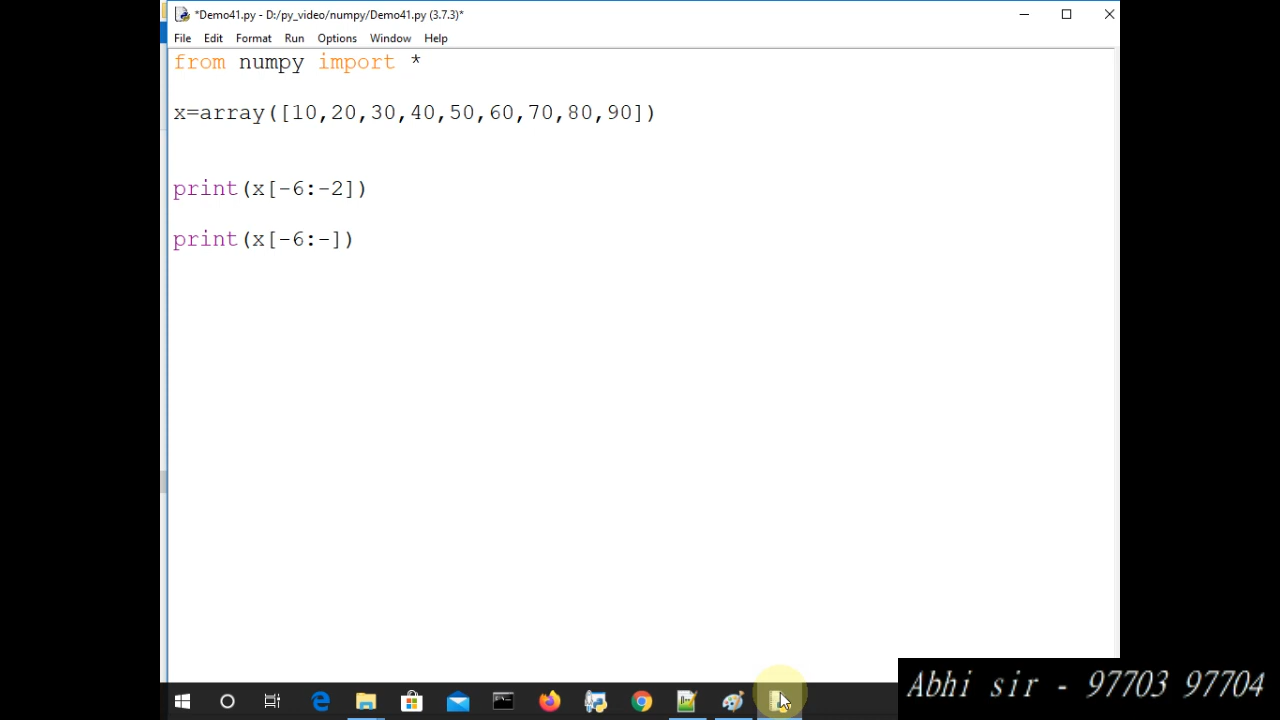 *Demo41.py - D:/py_video/numpy/Demo41.py (3.7.3)*
File Edit Format Run Options Window Help
from numpy import *
x=array([10,20,30,40,50,60,70,80,90])
print(x[-6:-2])
print(x[-6:-])
Abhi sir - 97703 97704